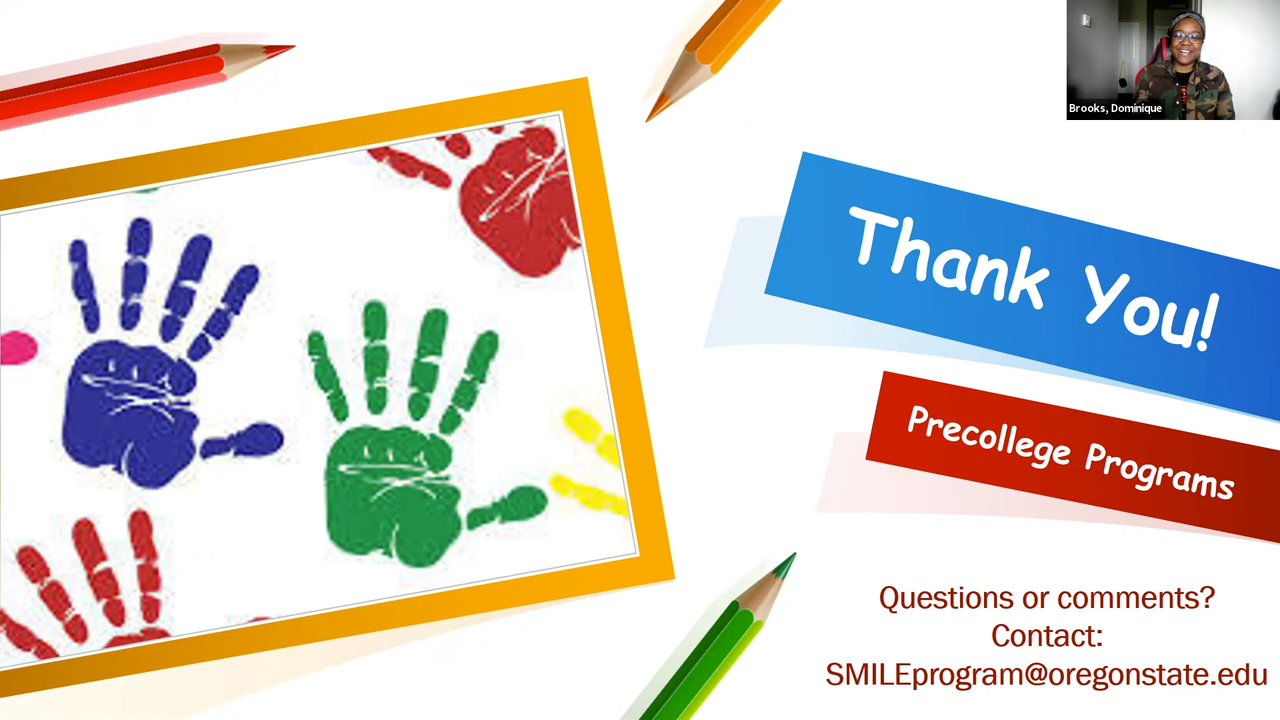 Brooks, Dominique
Thank You!
Precollege Programs
Questions or comments?
Contact:
SMILEprogram@oregonstate.edu